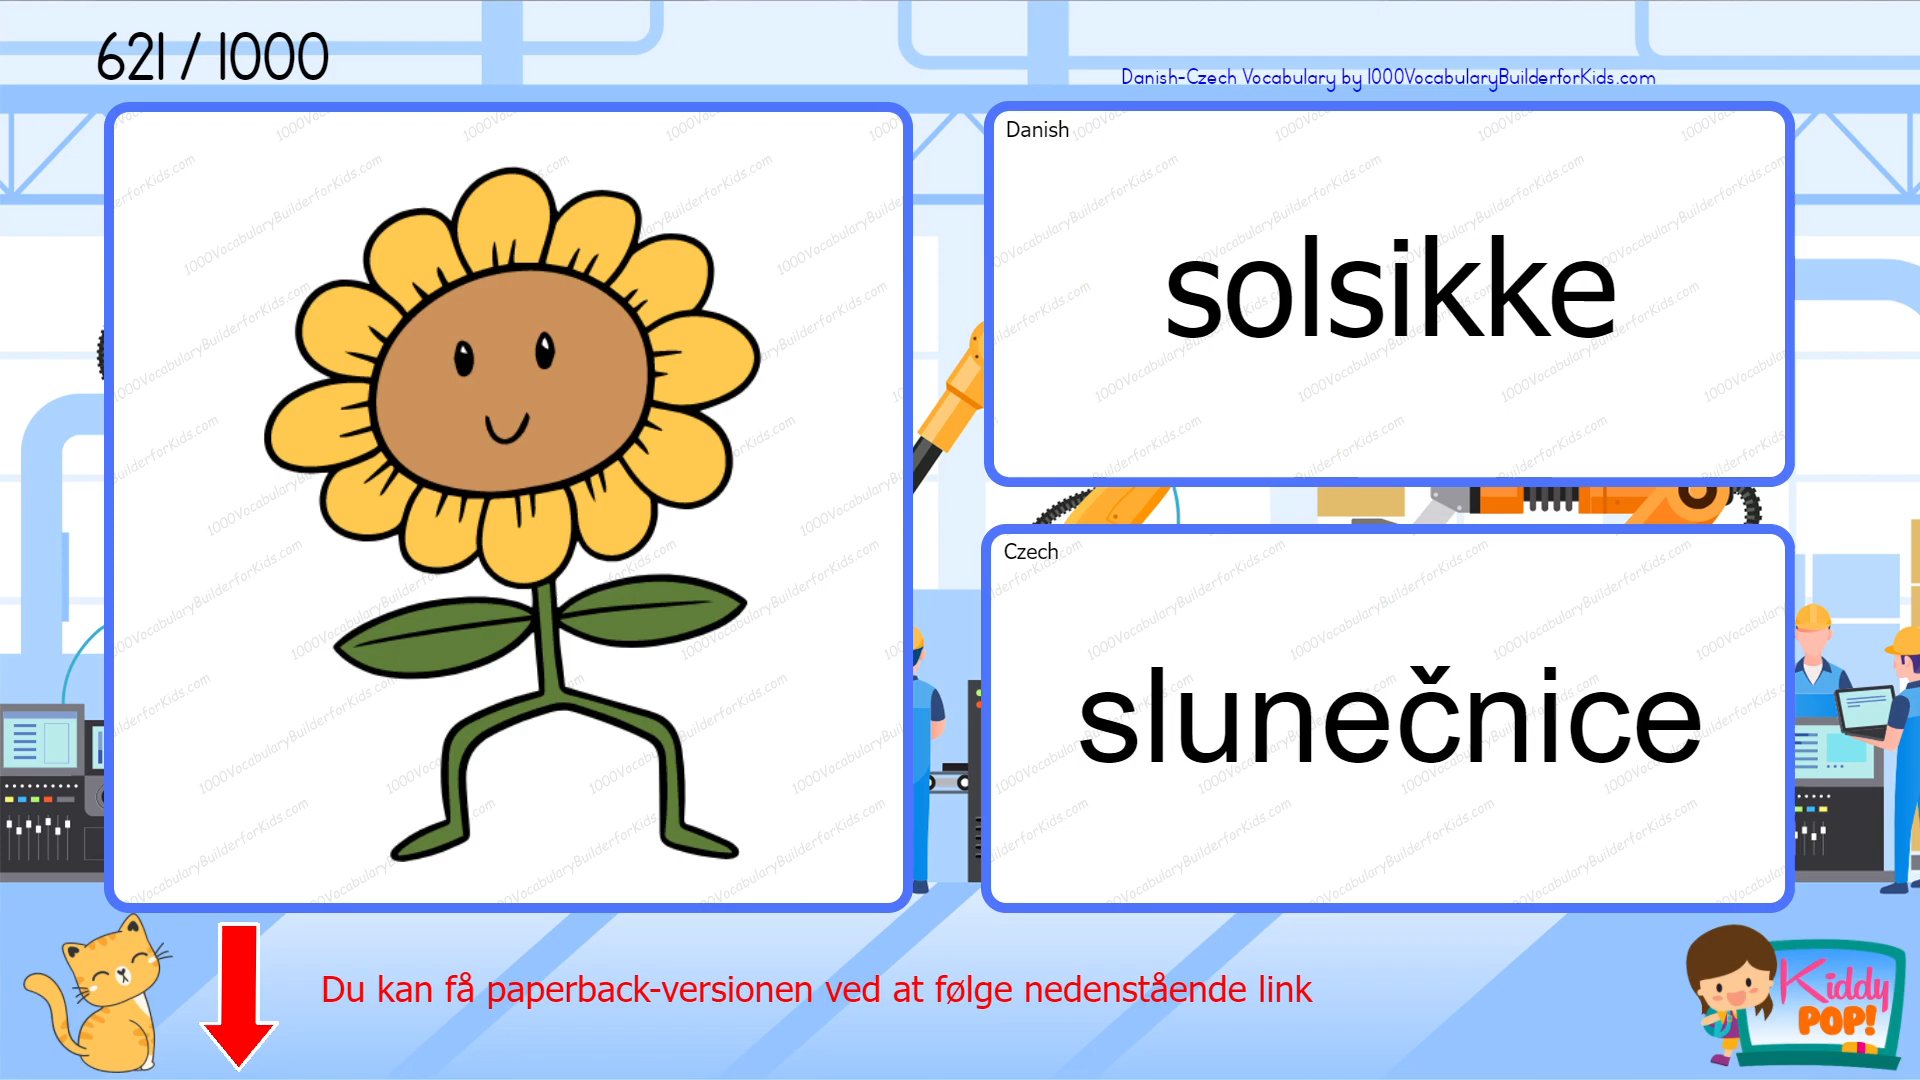 621 / 1000
Danish-Czech Vocabulary by 1000VocabularyBuilderforKids.com
Danish
solsikke
Czech
slunečnice
Du kan få paperback-versionen ved at følge nedenstående link
Kiddy
POP!